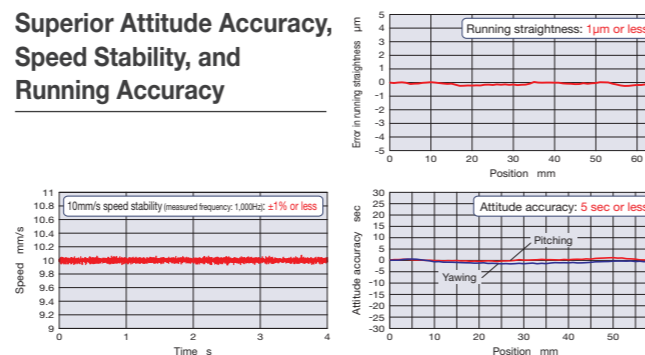 Superior Attitude Accuracy,
Speed Stability, and
Running Accuracy
Error in running straightness μm
5
4
3
2
1
0
-1
-2
-3
-4
-5
Running straightness: 1μm or less
0 10 20 30 40 50 60
Position mm
Speed mm/s
11
10.8
10.6
10.4
10.2
10
9.8
9.6
9.4
9.2
9
10mm/s speed stability (measured frequency: 1,000Hz): ±1% or less
0 1 2 3 4
Time s
Attitude accuracy sec
30
25
20
15
10
5
0
-5
-10
-15
-20
-25
-30
Attitude accuracy: 5 sec or less
Pitching
Yawing
0 10 20 30 40 50
Position mm